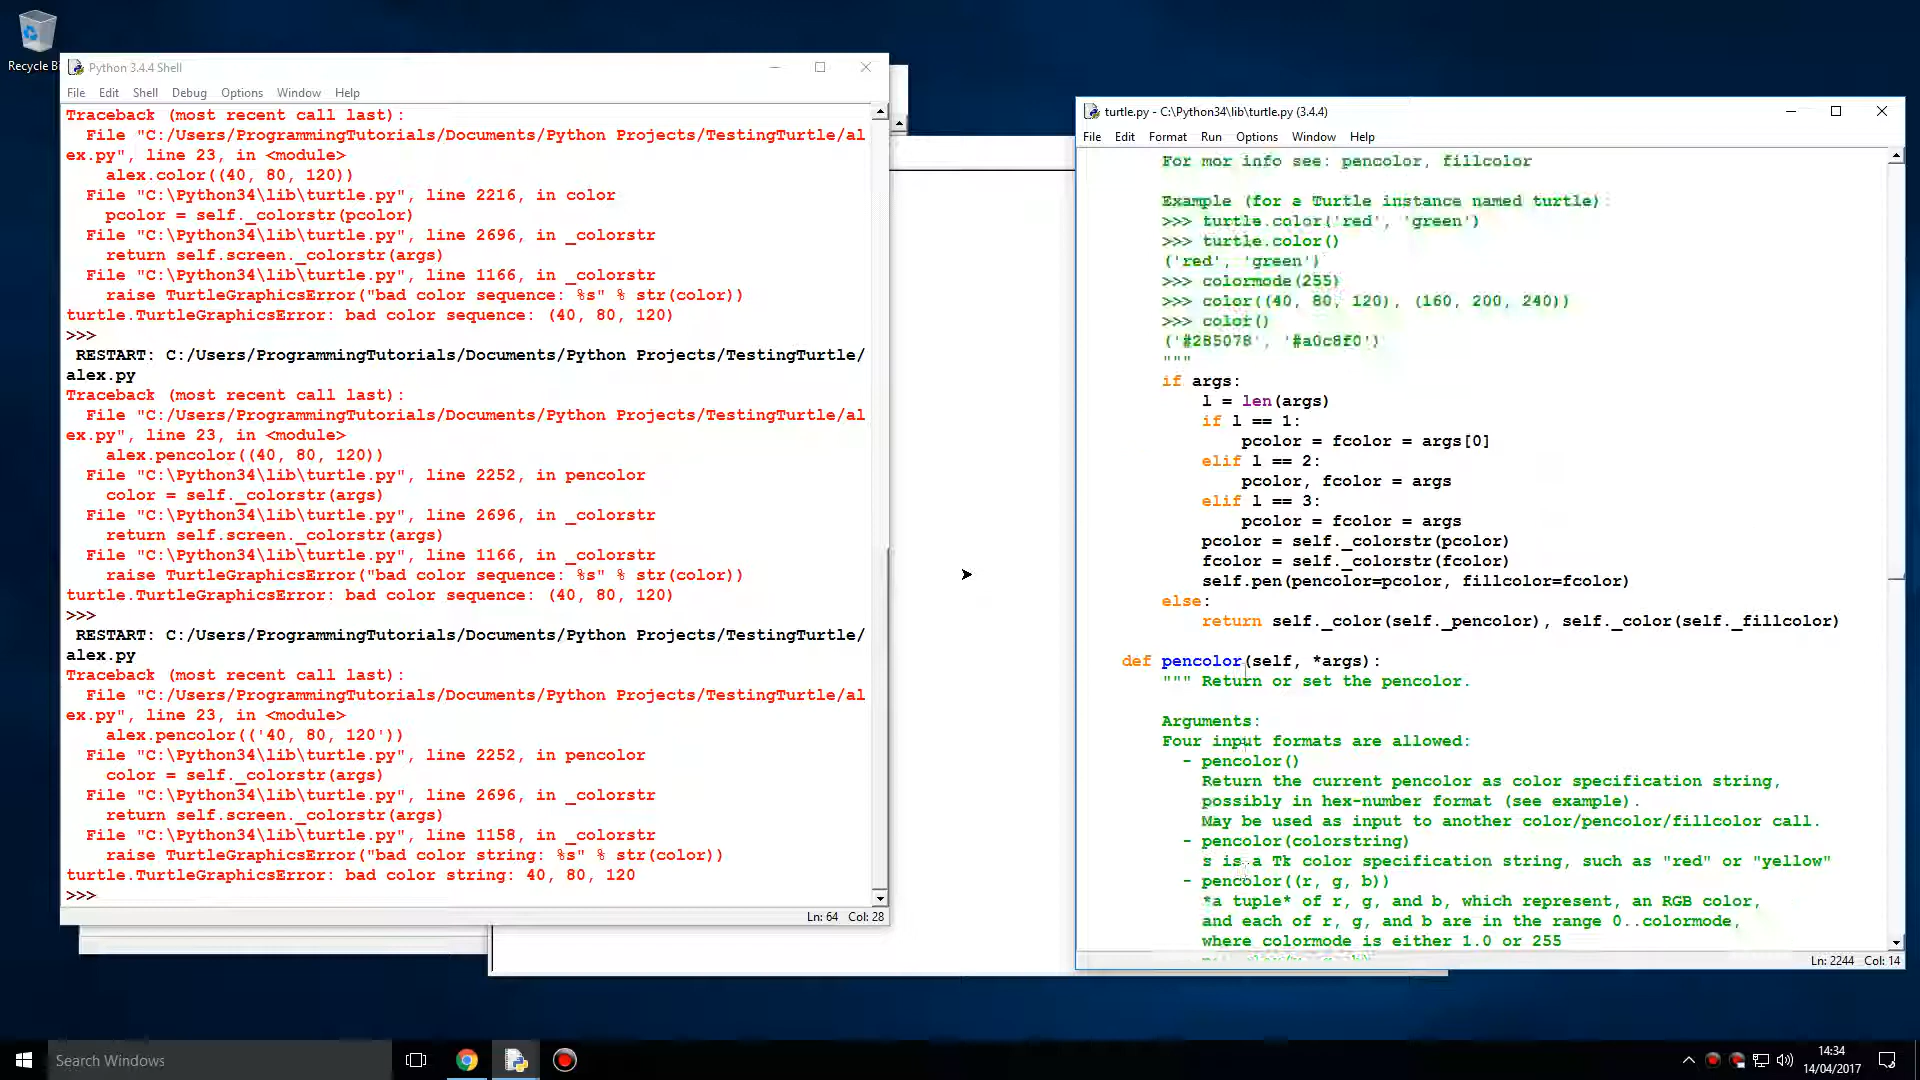 Recycle Bi
Python 3.4.4 Shell
File Edit Shell Debug Options Window Help
Traceback (most recent call last):
File "C:/Users/ProgrammingTutorials/Documents/Python Projects/TestingTurtle/al
ex.py", line 23, in <module>
alex.color((40, 80, 120))
File "C:\Python34\lib\turtle.py", line 2216, in color
pcolor = self._colorstr(pcolor)
File "C:\Python34\lib\turtle.py", line 2696, in _colorstr
return self.screen._colorstr(args)
File "C:\Python34\lib\turtle.py", line 1166, in _colorstr
raise TurtleGraphicsError("bad color sequence: %s" % str(color))
turtle.TurtleGraphicsError: bad color sequence: (40, 80, 120)
>>>
RESTART: C:/Users/ProgrammingTutorials/Documents/Python Projects/TestingTurtle/
alex.py
Traceback (most recent call last):
File "C:/Users/ProgrammingTutorials/Documents/Python Projects/TestingTurtle/al
ex.py", line 23, in <module>
alex.pencolor((40, 80, 120))
File "C:\Python34\lib\turtle.py", line 2252, in pencolor
color = self._colorstr(args)
File "C:\Python34\lib\turtle.py", line 2696, in _colorstr
return self.screen._colorstr(args)
File "C:\Python34\lib\turtle.py", line 1166, in _colorstr
raise TurtleGraphicsError("bad color sequence: %s" % str(color))
turtle.TurtleGraphicsError: bad color sequence: (40, 80, 120)
>>>
RESTART: C:/Users/ProgrammingTutorials/Documents/Python Projects/TestingTurtle/
alex.py
Traceback (most recent call last):
File "C:/Users/ProgrammingTutorials/Documents/Python Projects/TestingTurtle/al
ex.py", line 23, in <module>
alex.pencolor(('40, 80, 120'))
File "C:\Python34\lib\turtle.py", line 2252, in pencolor
color = self._colorstr(args)
File "C:\Python34\lib\turtle.py", line 2696, in _colorstr
return self.screen._colorstr(args)
File "C:\Python34\lib\turtle.py", line 1158, in _colorstr
raise TurtleGraphicsError("bad color string: %s" % str(color))
turtle.TurtleGraphicsError: bad color string: 40, 80, 120
>>>
Ln: 64 Col: 28
turtle.py - C:\Python34\lib\turtle.py (3.4.4)
File Edit Format Run Options Window Help
For mor info see: pencolor, fillcolor
Example (for a Turtle instance named turtle):
>>> turtle.color('red', 'green')
>>> turtle.color()
('red', 'green')
>>> colormode(255)
>>> color((40, 80, 120), (160, 200, 240))
>>> color()
('#285078', '#a0c8f0')
"""
if args:
l = len(args)
if l == 1:
pcolor = fcolor = args[0]
elif l == 2:
pcolor, fcolor = args
elif l == 3:
pcolor = fcolor = args
pcolor = self._colorstr(pcolor)
fcolor = self._colorstr(fcolor)
self.pen(pencolor=pcolor, fillcolor=fcolor)
else:
return self._color(self._pencolor), self._color(self._fillcolor)
def pencolor(self, *args):
""" Return or set the pencolor.
Arguments:
Four input formats are allowed:
- pencolor()
Return the current pencolor as color specification string,
possibly in hex-number format (see example).
May be used as input to another color/pencolor/fillcolor call.
- pencolor(colorstring)
s is a Tk color specification string, such as "red" or "yellow"
- pencolor((r, g, b))
*a tuple* of r, g, and b, which represent, an RGB color,
and each of r, g, and b are in the range 0..colormode,
where colormode is either 1.0 or 255
Ln: 2244 Col: 14
Search Windows
14:34
14/04/2017